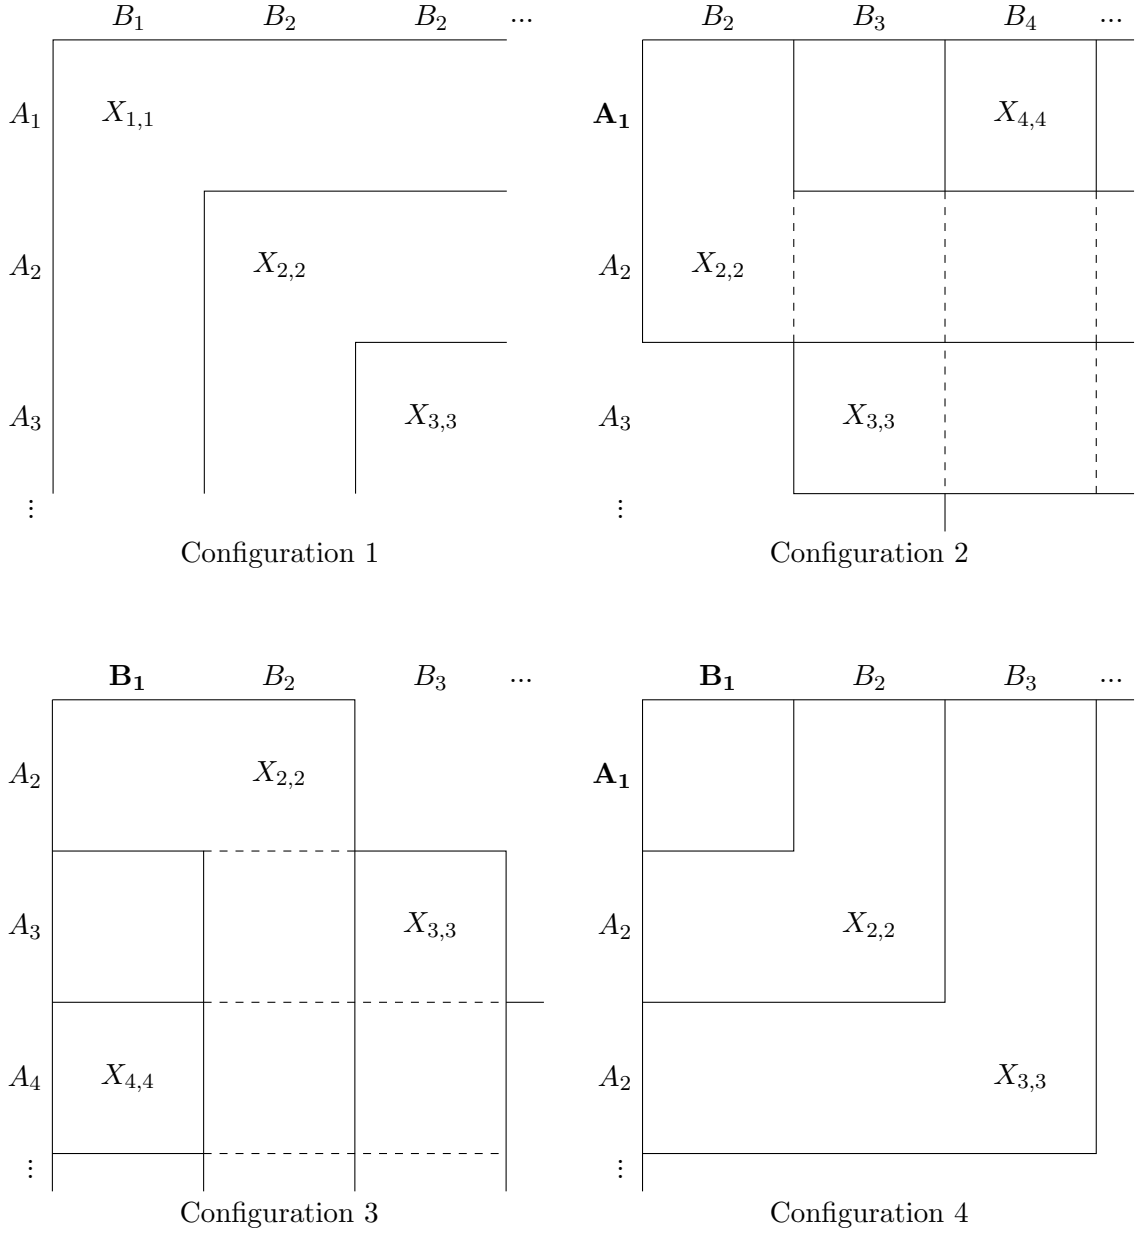 B₁ B₂ B₂ ...
A₁ X₁,₁
A₂ X₂,₂
A₃ X₃,₃
⋮
Configuration 1
B₂ B₃ B₄ ...
A₁ X₄,₄
A₂ X₂,₂
A₃ X₃,₃
⋮
Configuration 2
B₁ B₂ B₃ ...
A₂ X₂,₂
A₃ X₃,₃
A₄ X₄,₄
⋮
Configuration 3
B₁ B₂ B₃ ...
A₁
A₂ X₂,₂
A₂ X₃,₃
⋮
Configuration 4